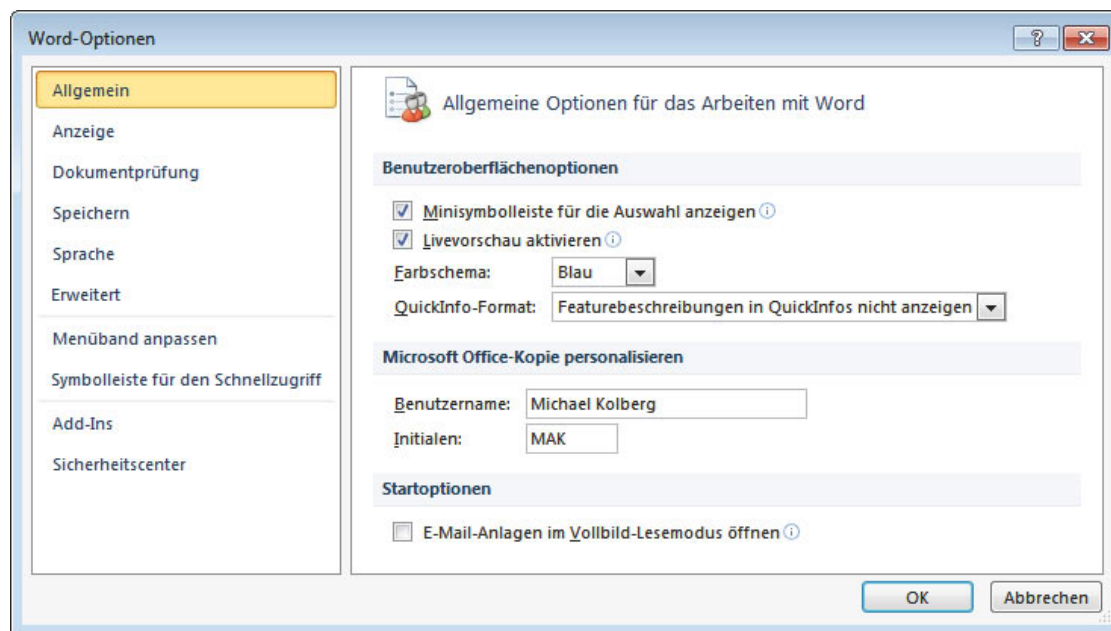 Word-Optionen
Allgemein
Anzeige
Dokumentprüfung
Speichern
Sprache
Erweitert
Menüband anpassen
Symbolleiste für den Schnellzugriff
Add-Ins
Sicherheitscenter
Allgemeine Optionen für das Arbeiten mit Word
Benutzeroberflächenoptionen
Minisymbolleiste für die Auswahl anzeigen
Livevorschau aktivieren
Farbschema: Blau
QuickInfo-Format: Featurebeschreibungen in QuickInfos nicht anzeigen
Microsoft Office-Kopie personalisieren
Benutzername: Michael Kolberg
Initialen: MAK
Startoptionen
E-Mail-Anlagen im Vollbild-Lesemodus öffnen
OK Abbrechen